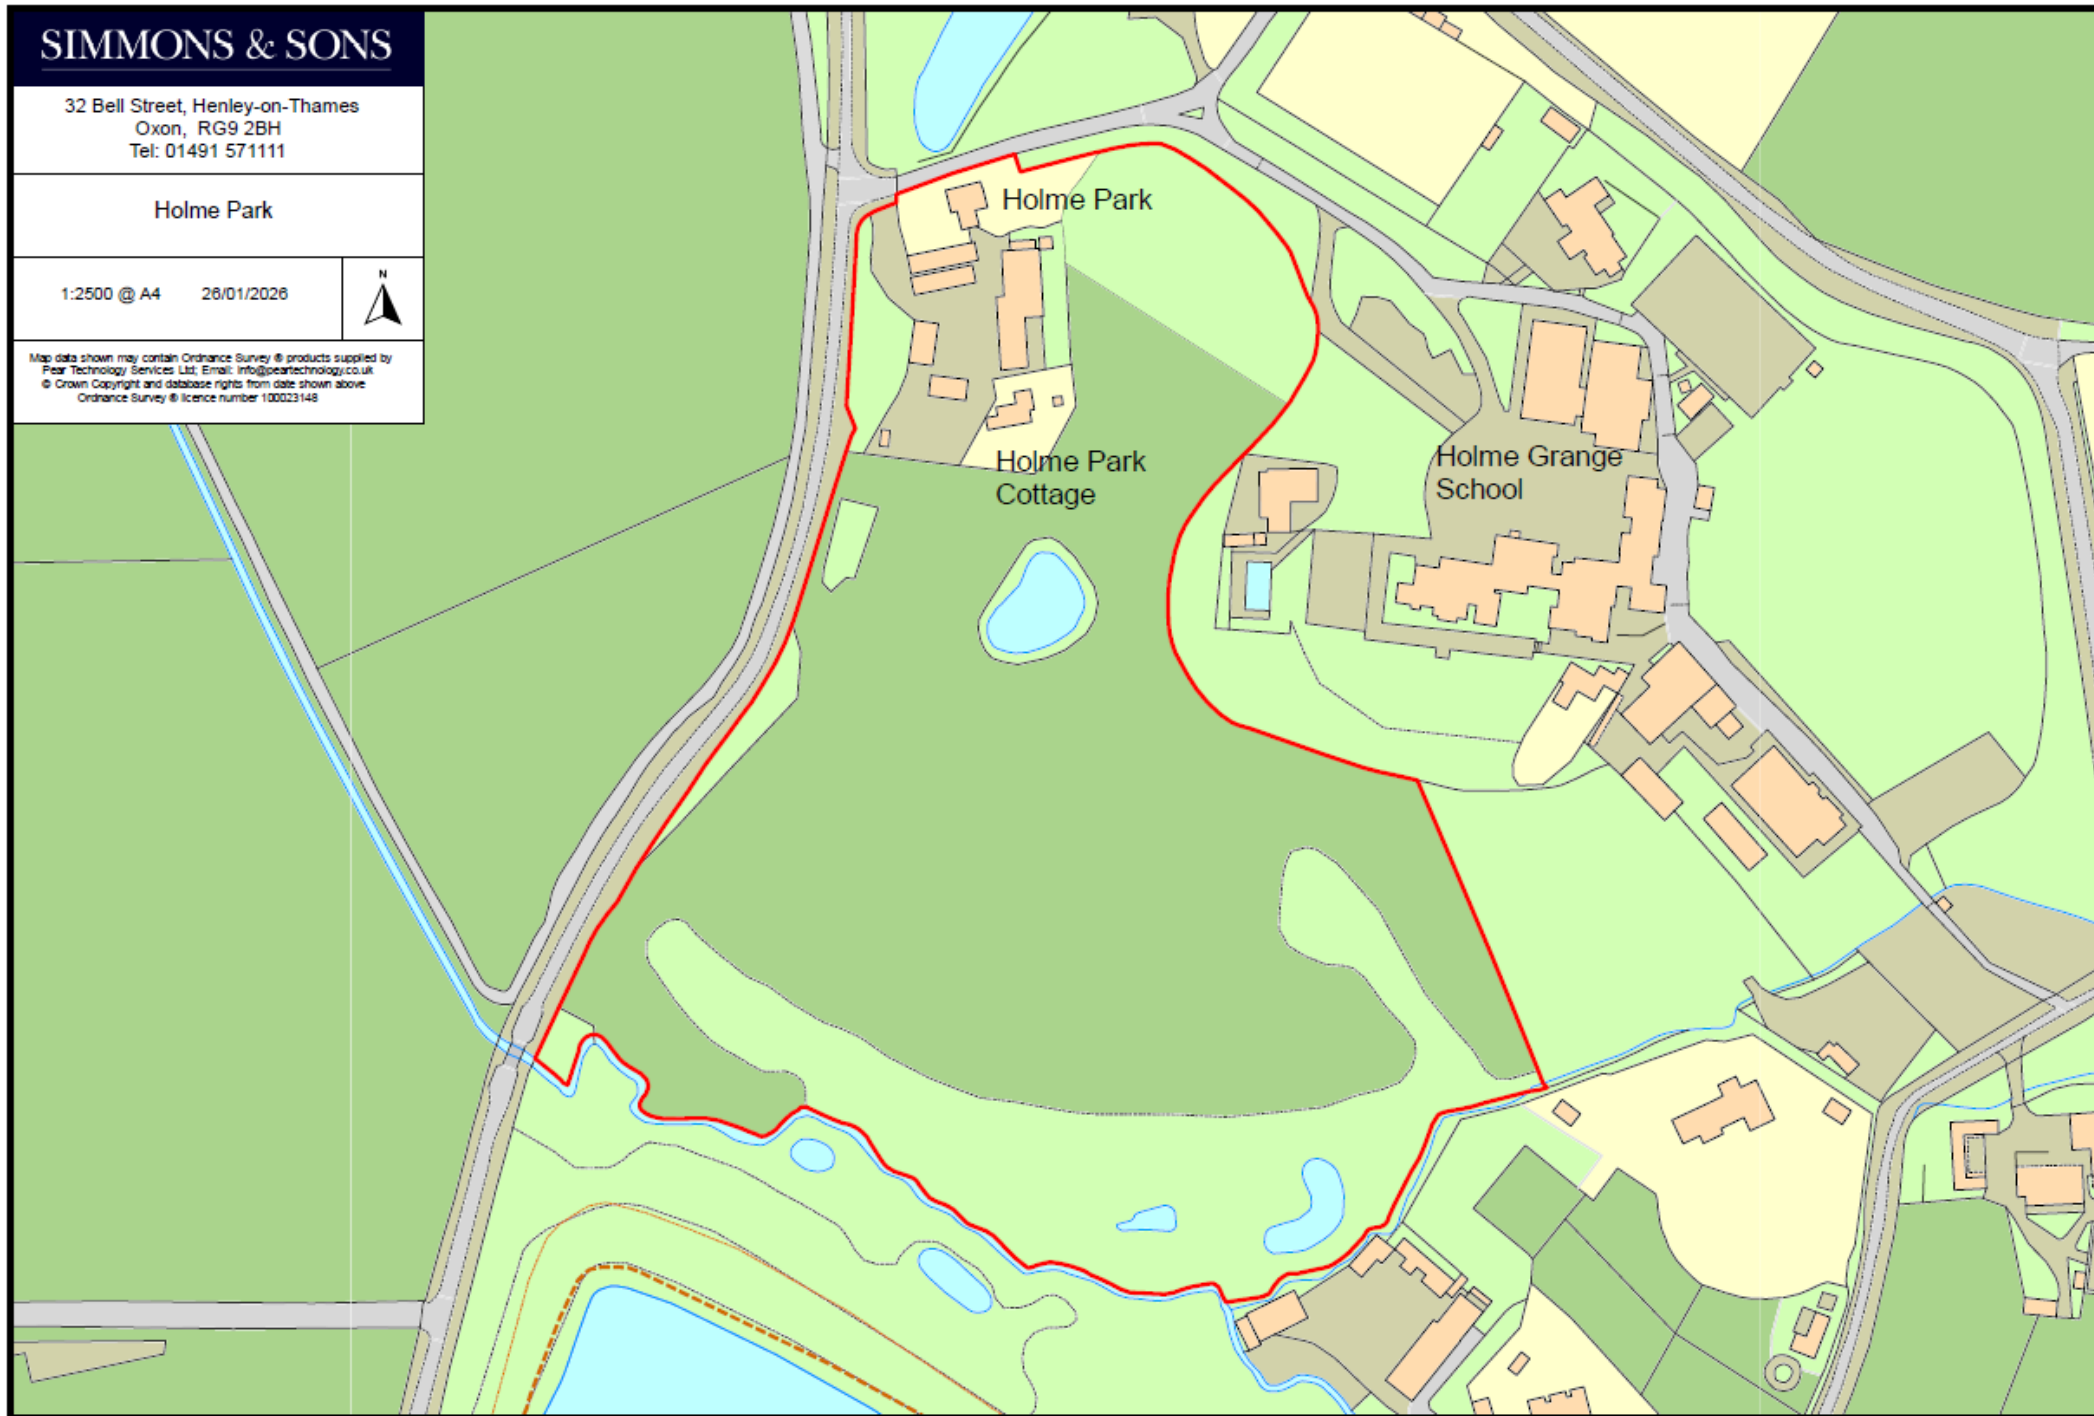 SIMMONS & SONS
32 Bell Street, Henley-on-Thames
Oxon, RG9 2BH
Tel: 01491 571111
Holme Park
1:2500 @ A4 26/01/2026
N
Map data shown may contain Ordnance Survey ® products supplied by
Pear Technology Services Ltd; Email: info@peartechnology.co.uk
© Crown Copyright and database rights from date shown above
Ordnance Survey ® licence number 100023148
Holme Park
Holme Park
Cottage
Holme Grange
School